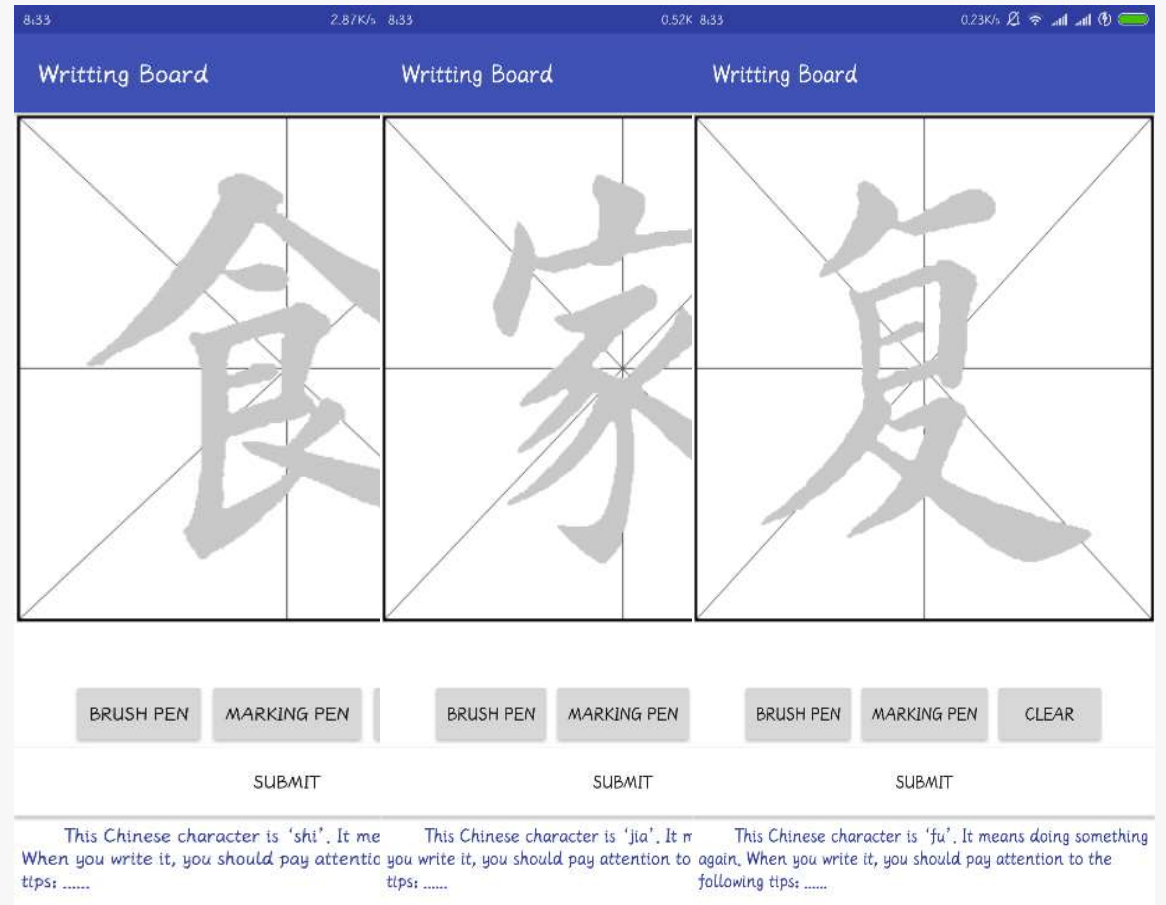 8:33 2.87K/s
Writting Board
食
BRUSH PEN MARKING PEN
SUBMIT
This Chinese character is ‘shi’. It me
When you write it, you should pay attentic
tips: ......
8:33 0.52K
Writting Board
家
BRUSH PEN MARKING PEN
SUBMIT
This Chinese character is ‘jia’. It m
you write it, you should pay attention to
tips: ......
8:33 0.23K/s
Writting Board
复
BRUSH PEN MARKING PEN CLEAR
SUBMIT
This Chinese character is ‘fu’. It means doing something
again. When you write it, you should pay attention to the
following tips: ......